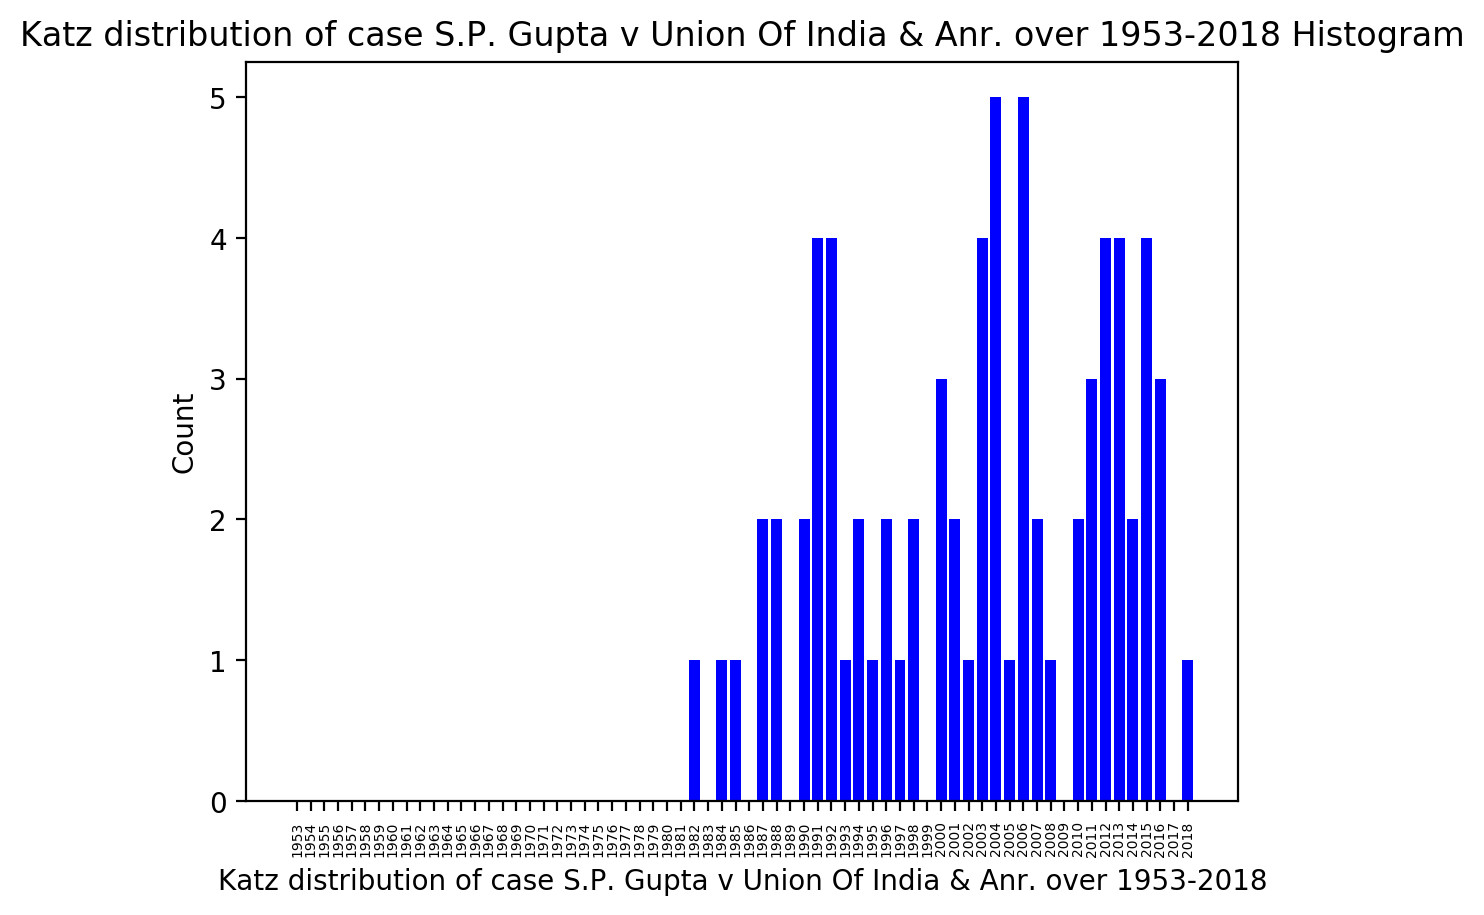 Katz distribution of case S.P. Gupta v Union Of India & Anr. over 1953-2018 Histogram
5
4
3
2
1
0
Count
1953 1954 1955 1956 1957 1958 1959 1960 1961 1962 1963 1964 1965 1966 1967 1968 1969 1970 1971 1972 1973 1974 1975 1976 1977 1978 1979 1980 1981 1982 1983 1984 1985 1986 1987 1988 1989 1990 1991 1992 1993 1994 1995 1996 1997 1998 1999 2000 2001 2002 2003 2004 2005 2006 2007 2008 2009 2010 2011 2012 2013 2014 2015 2016 2017 2018
Katz distribution of case S.P. Gupta v Union Of India & Anr. over 1953-2018